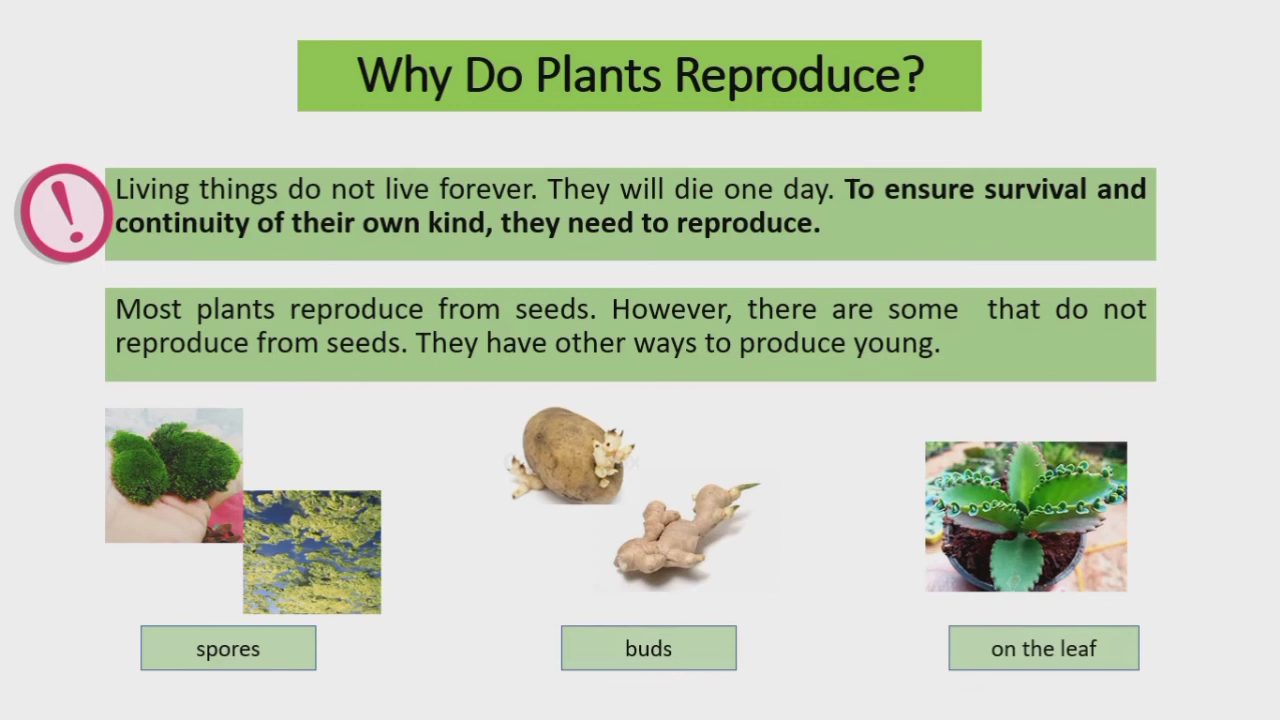 Why Do Plants Reproduce?
Living things do not live forever. They will die one day. To ensure survival and
continuity of their own kind, they need to reproduce.
Most plants reproduce from seeds. However, there are some that do not
reproduce from seeds. They have other ways to produce young.
spores
buds
on the leaf